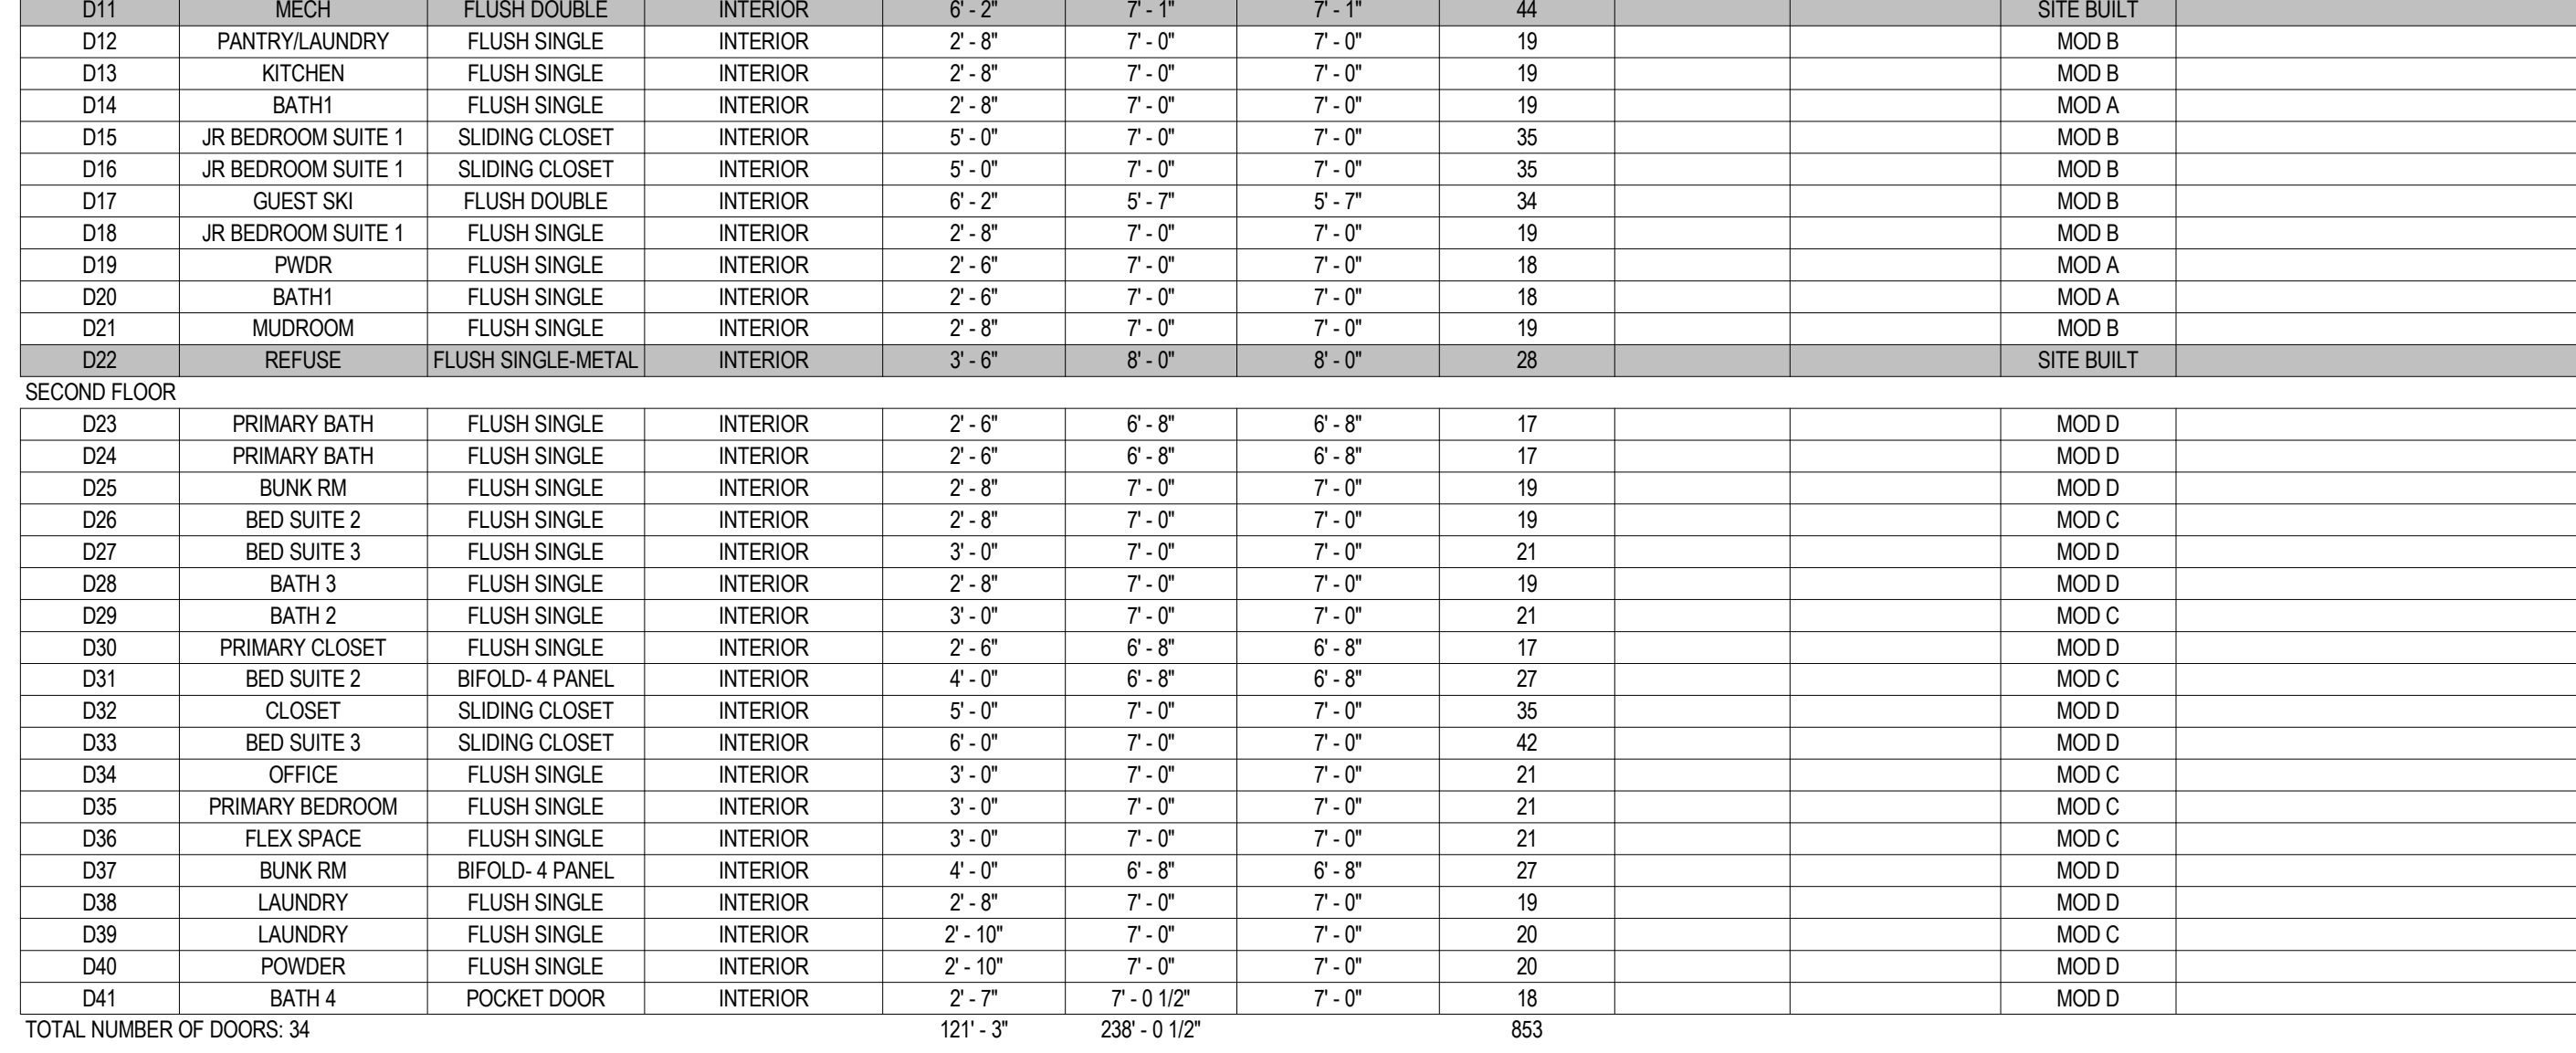 D11 MECH FLUSH DOUBLE INTERIOR 6' - 2" 7' - 1" 7' - 1" 44 SITE BUILT
D12 PANTRY/LAUNDRY FLUSH SINGLE INTERIOR 2' - 8" 7' - 0" 7' - 0" 19 MOD B
D13 KITCHEN FLUSH SINGLE INTERIOR 2' - 8" 7' - 0" 7' - 0" 19 MOD B
D14 BATH1 FLUSH SINGLE INTERIOR 2' - 8" 7' - 0" 7' - 0" 19 MOD A
D15 JR BEDROOM SUITE 1 SLIDING CLOSET INTERIOR 5' - 0" 7' - 0" 7' - 0" 35 MOD B
D16 JR BEDROOM SUITE 1 SLIDING CLOSET INTERIOR 5' - 0" 7' - 0" 7' - 0" 35 MOD B
D17 GUEST SKI FLUSH DOUBLE INTERIOR 6' - 2" 5' - 7" 5' - 7" 34 MOD B
D18 JR BEDROOM SUITE 1 FLUSH SINGLE INTERIOR 2' - 8" 7' - 0" 7' - 0" 19 MOD B
D19 PWDR FLUSH SINGLE INTERIOR 2' - 6" 7' - 0" 7' - 0" 18 MOD A
D20 BATH1 FLUSH SINGLE INTERIOR 2' - 6" 7' - 0" 7' - 0" 18 MOD A
D21 MUDROOM FLUSH SINGLE INTERIOR 2' - 8" 7' - 0" 7' - 0" 19 MOD B
D22 REFUSE FLUSH SINGLE-METAL INTERIOR 3' - 6" 8' - 0" 8' - 0" 28 SITE BUILT
SECOND FLOOR
D23 PRIMARY BATH FLUSH SINGLE INTERIOR 2' - 6" 6' - 8" 6' - 8" 17 MOD D
D24 PRIMARY BATH FLUSH SINGLE INTERIOR 2' - 6" 6' - 8" 6' - 8" 17 MOD D
D25 BUNK RM FLUSH SINGLE INTERIOR 2' - 8" 7' - 0" 7' - 0" 19 MOD D
D26 BED SUITE 2 FLUSH SINGLE INTERIOR 2' - 8" 7' - 0" 7' - 0" 19 MOD C
D27 BED SUITE 3 FLUSH SINGLE INTERIOR 3' - 0" 7' - 0" 7' - 0" 21 MOD D
D28 BATH 3 FLUSH SINGLE INTERIOR 2' - 8" 7' - 0" 7' - 0" 19 MOD D
D29 BATH 2 FLUSH SINGLE INTERIOR 3' - 0" 7' - 0" 7' - 0" 21 MOD C
D30 PRIMARY CLOSET FLUSH SINGLE INTERIOR 2' - 6" 6' - 8" 6' - 8" 17 MOD D
D31 BED SUITE 2 BIFOLD- 4 PANEL INTERIOR 4' - 0" 6' - 8" 6' - 8" 27 MOD C
D32 CLOSET SLIDING CLOSET INTERIOR 5' - 0" 7' - 0" 7' - 0" 35 MOD D
D33 BED SUITE 3 SLIDING CLOSET INTERIOR 6' - 0" 7' - 0" 7' - 0" 42 MOD D
D34 OFFICE FLUSH SINGLE INTERIOR 3' - 0" 7' - 0" 7' - 0" 21 MOD C
D35 PRIMARY BEDROOM FLUSH SINGLE INTERIOR 3' - 0" 7' - 0" 7' - 0" 21 MOD C
D36 FLEX SPACE FLUSH SINGLE INTERIOR 3' - 0" 7' - 0" 7' - 0" 21 MOD C
D37 BUNK RM BIFOLD- 4 PANEL INTERIOR 4' - 0" 6' - 8" 6' - 8" 27 MOD D
D38 LAUNDRY FLUSH SINGLE INTERIOR 2' - 8" 7' - 0" 7' - 0" 19 MOD D
D39 LAUNDRY FLUSH SINGLE INTERIOR 2' - 10" 7' - 0" 7' - 0" 20 MOD C
D40 POWDER FLUSH SINGLE INTERIOR 2' - 10" 7' - 0" 7' - 0" 20 MOD D
D41 BATH 4 POCKET DOOR INTERIOR 2' - 7" 7' - 0 1/2" 7' - 0" 18 MOD D
TOTAL NUMBER OF DOORS: 34 121' - 3" 238' - 0 1/2" 853